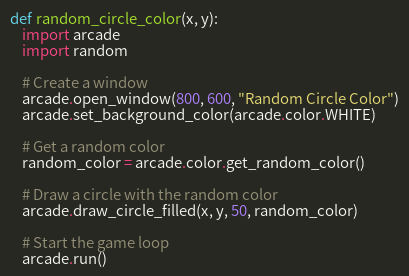 def random_circle_color(x, y):
    import arcade
    import random

    # Create a window
    arcade.open_window(800, 600, "Random Circle Color")
    arcade.set_background_color(arcade.color.WHITE)

    # Get a random color
    random_color = arcade.color.get_random_color()

    # Draw a circle with the random color
    arcade.draw_circle_filled(x, y, 50, random_color)

    # Start the game loop
    arcade.run()